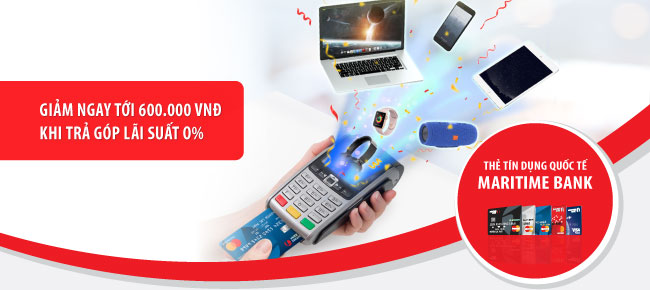 GIẢM NGAY TỚI 600.000 VNĐ
KHI TRẢ GÓP LÃI SUẤT 0%
THẺ TÍN DỤNG QUỐC TẾ
MARITIME BANK